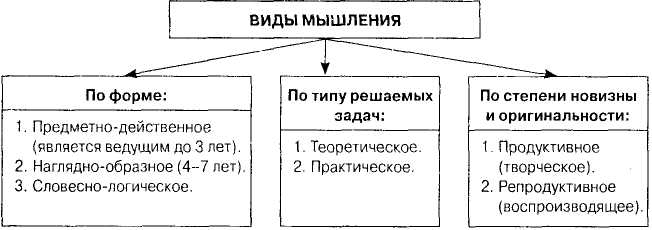 ВИДЫ МЫШЛЕНИЯ
По форме:
1. Предметно-действенное
(является ведущим до 3 лет).
2. Наглядно-образное (4–7 лет).
3. Словесно-логическое.
По типу решаемых
задач:
1. Теоретическое.
2. Практическое.
По степени новизны
и оригинальности:
1. Продуктивное
(творческое).
2. Репродуктивное
(воспроизводящее).